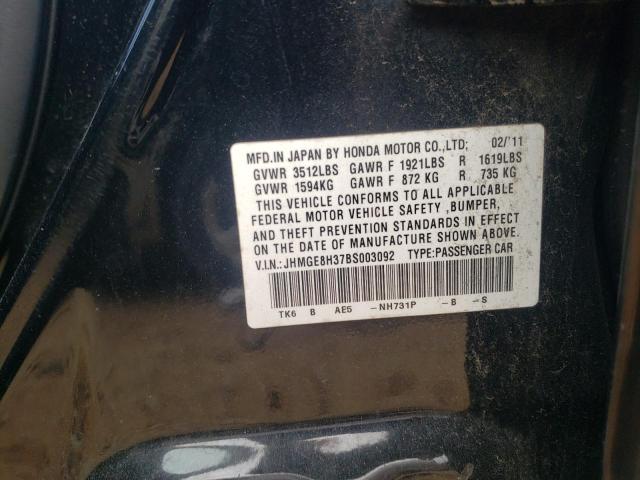 MFD.IN JAPAN BY HONDA MOTOR CO.,LTD; 02/'11
GVWR 3512LBS GAWR F 1921LBS R 1619LBS
GVWR 1594KG GAWR F 872 KG R 735 KG
THIS VEHICLE CONFORMS TO ALL APPLICABLE
FEDERAL MOTOR VEHICLE SAFETY ,BUMPER,
AND THEFT PREVENTION STANDARDS IN EFFECT
ON THE DATE OF MANUFACTURE SHOWN ABOVE.
V.I.N.:JHMGE8H37BS003092 TYPE:PASSENGER CAR
TK6 B AE5 -NH731P -B -S